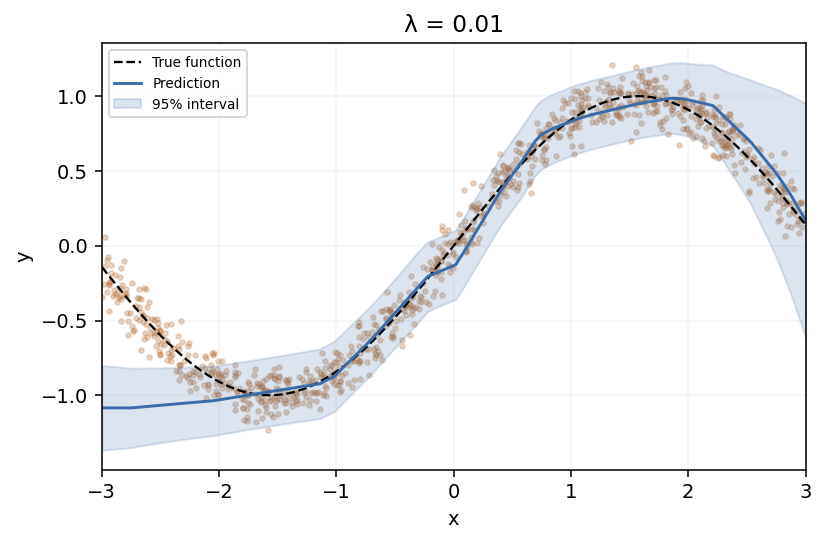 λ = 0.01
True function
Prediction
95% interval
1.0
0.5
0.0
−0.5
−1.0
y
−3
−2
−1
0
1
2
3
x